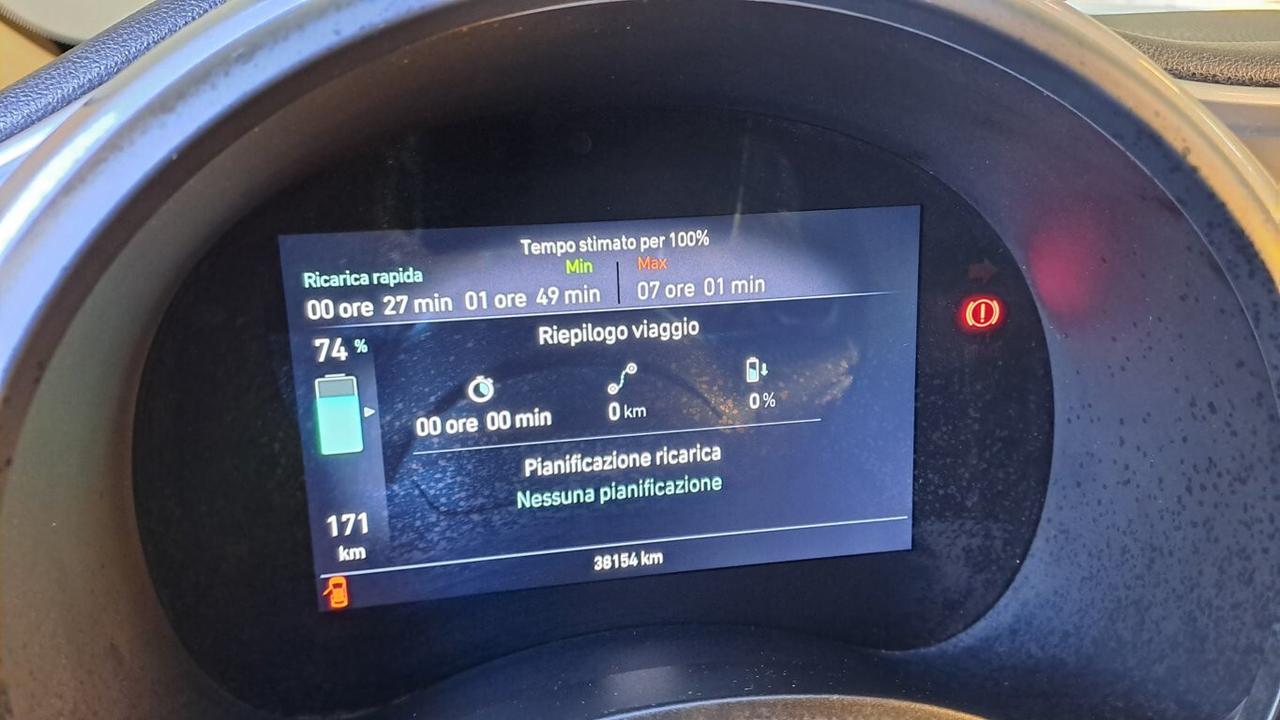 Tempo stimato per 100%
Ricarica rapida Min Max
00 ore 27 min 01 ore 49 min 07 ore 01 min
74 %
Riepilogo viaggio
00 ore 00 min 0 km 0 %
Pianificazione ricarica
Nessuna pianificazione
171
km
38154 km